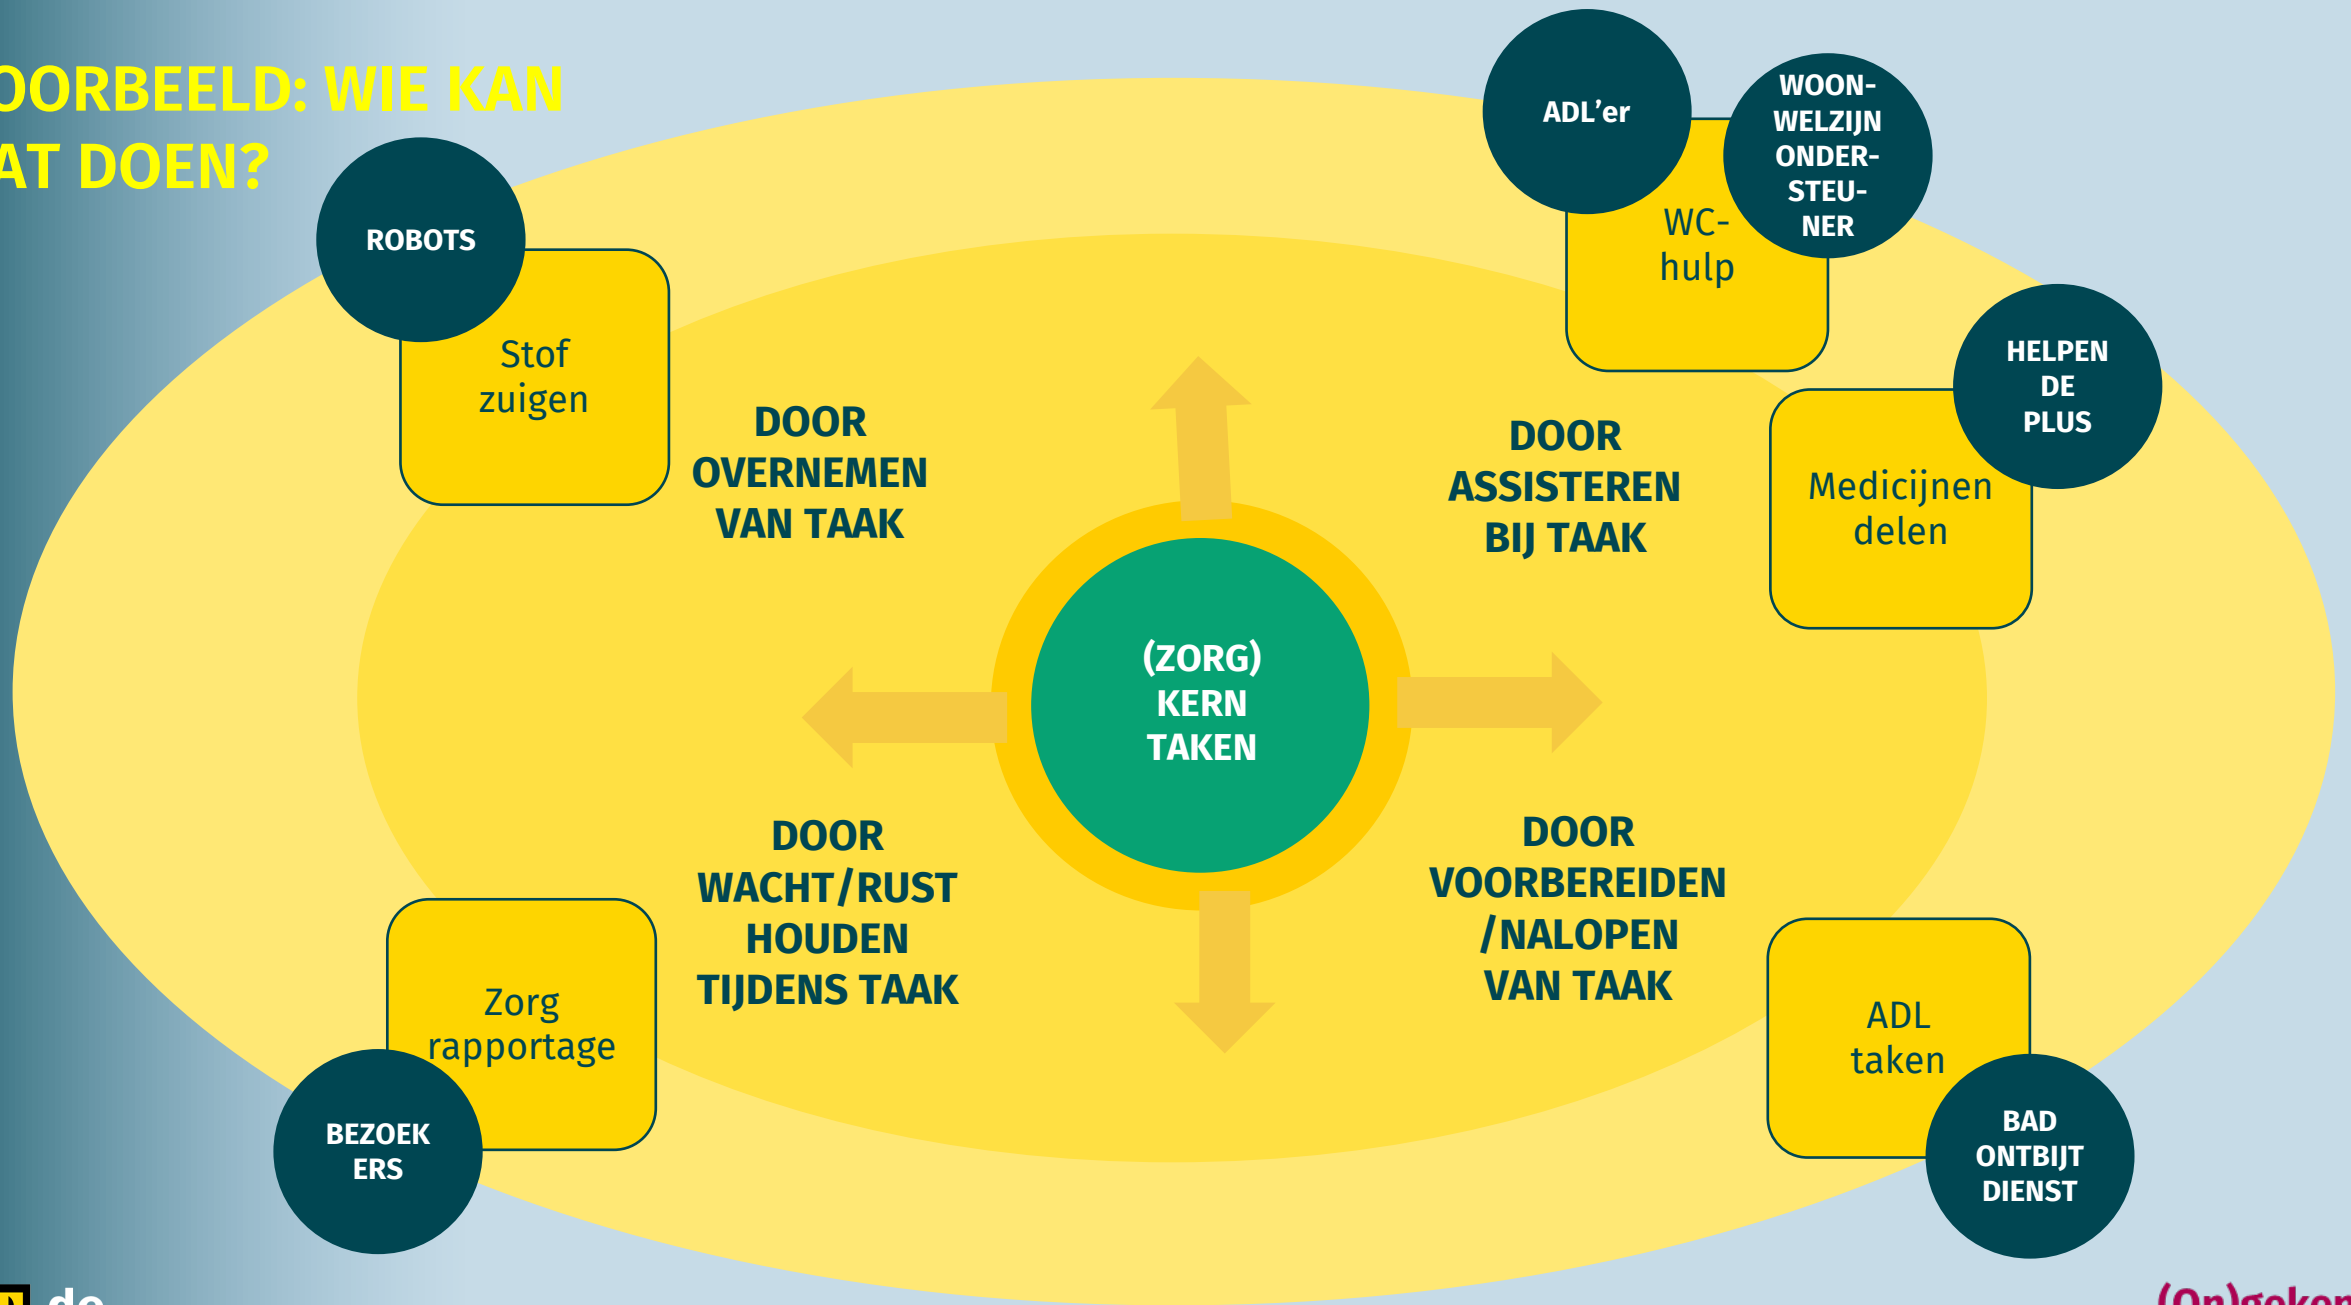 OORBEELD: WIE KAN
AT DOEN?
ROBOTS
Stof
zuigen
DOOR
OVERNEMEN
VAN TAAK
ADL’er
WOON-
WELZIJN
ONDER-
STEU-
NER
WC-
hulp
HELPEN
DE
PLUS
Medicijnen
delen
DOOR
ASSISTEREN
BIJ TAAK
(ZORG)
KERN
TAKEN
DOOR
WACHT/RUST
HOUDEN
TIJDENS TAAK
Zorg
rapportage
BEZOEK
ERS
DOOR
VOORBEREIDEN
/NALOPEN
VAN TAAK
ADL
taken
BAD
ONTBIJT
DIENST
de